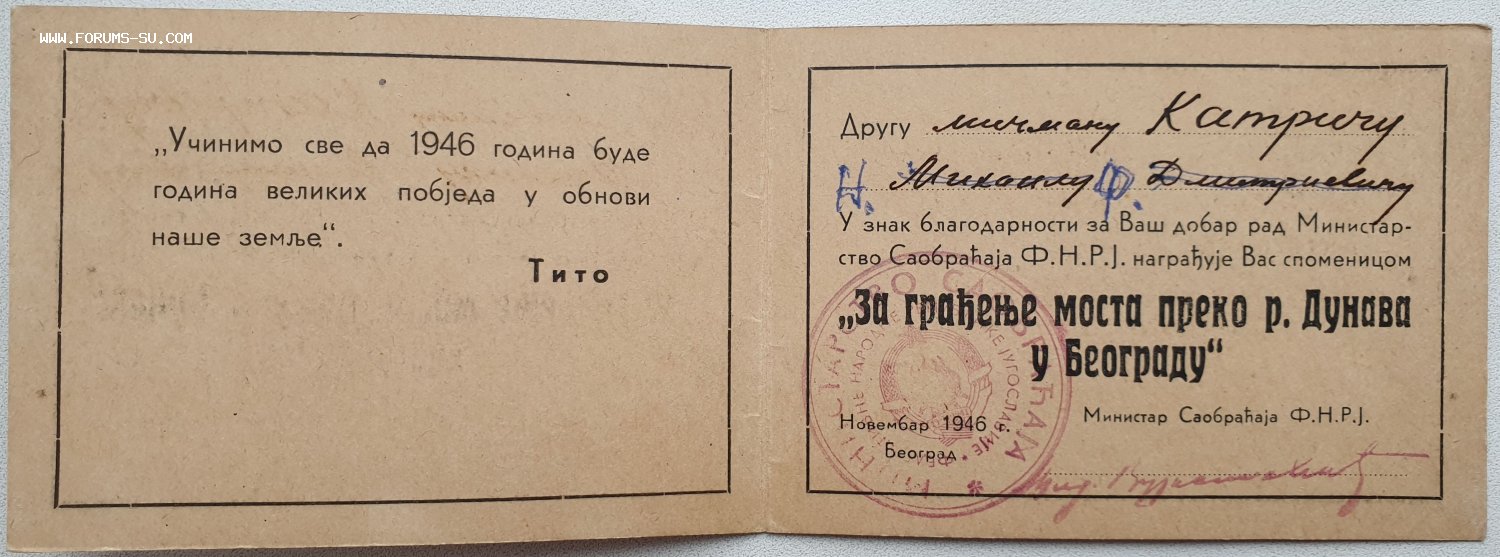 WWW.FORUMS-SU.COM
„Учинимо све да 1946 година буде
година великих побједа у обнови
наше земље“.
Тито
Другу мичману Катричу
Н. Михаилу Ф. Дмитриевичу
У знак благодарности за Ваш добар рад Министар-
ство Саобраћаја Ф.Н.Р.Ј. награђује Вас споменицом
„За грађење моста преко р. Дунава
у Београду“
Новембар 1946 г.
Београд
Министар Саобраћаја Ф.Н.Р.Ј.
МИНИСТАРСТВО САОБРАЋАЈА